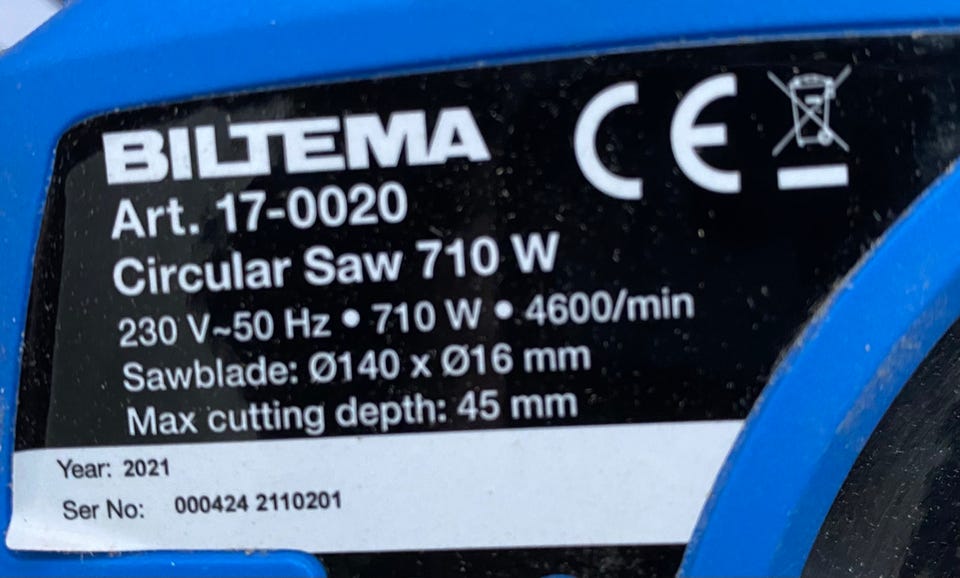 BILTEMA
CE
Art. 17-0020
Circular Saw 710 W
230 V~50 Hz • 710 W • 4600/min
Sawblade: Ø140 x Ø16 mm
Max cutting depth: 45 mm
Year: 2021
Ser No: 000424 2110201